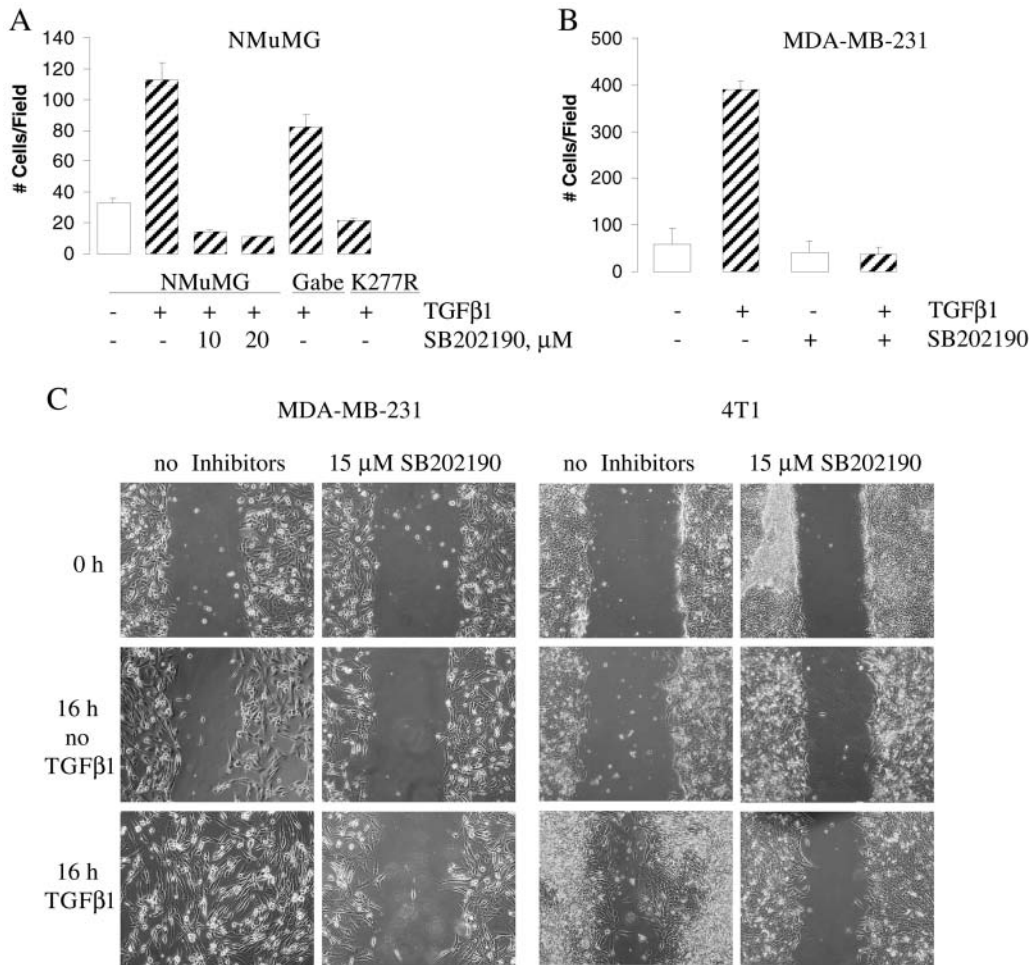 A
NMuMG
# Cells/Field
140
120
100
80
60
40
20
0
NMuMG Gabe K277R
- + + + + + TGFβ1
- - 10 20 - - SB202190, μM
B
MDA-MB-231
# Cells/Field
500
400
300
200
100
0
- + - + TGFβ1
- - + + SB202190
C
MDA-MB-231 4T1
no Inhibitors 15 μM SB202190 no Inhibitors 15 μM SB202190
0 h
16 h
no
TGFβ1
16 h
TGFβ1